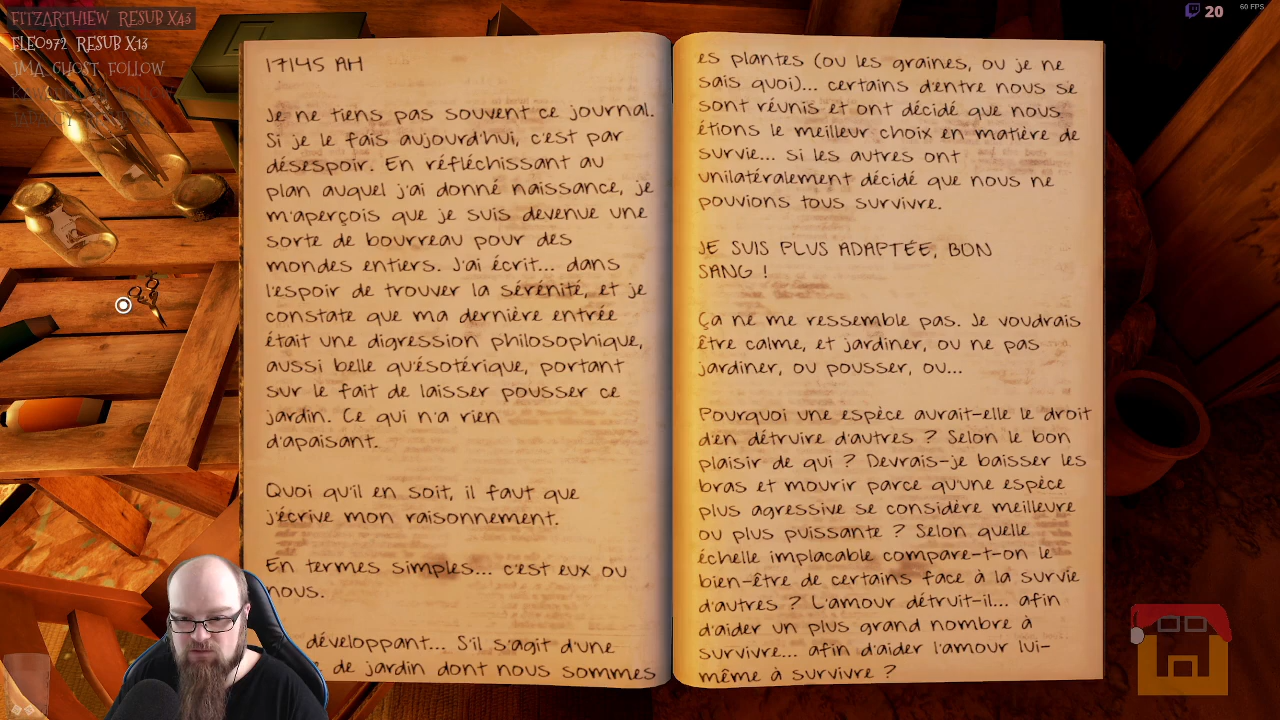 FITZARTHIEW RESUB X43
FLEO972 RESUB X13
JMA_GHOST_FOLLOW
20
60 FPS
17145 AH
Je ne tiens pas souvent ce journal.
Si je le fais aujourd'hui, c'est par
désespoir. En réfléchissant au
plan auquel j'ai donné naissance, je
m'aperçois que je suis devenue une
sorte de bourreau pour des
mondes entiers. J'ai écrit... dans
l'espoir de trouver la sérénité, et je
constate que ma dernière entrée
était une digression philosophique,
aussi belle qu'ésotérique, portant
sur le fait de laisser pousser ce
jardin. Ce qui n'a rien
d'apaisant.
Quoi qu'il en soit, il faut que
j'écrive mon raisonnement.
En termes simples... c'est eux ou
nous.
développant... S'il s'agit d'une
de jardin dont nous sommes
es plantes (ou les graines, ou je ne
sais quoi)... certains d'entre nous se
sont réunis et ont décidé que nous
étions le meilleur choix en matière de
survie... si les autres ont
unilatéralement décidé que nous ne
pouvions tous survivre.
JE SUIS PLUS ADAPTÉE, BON
SANG !
Ça ne me ressemble pas. Je voudrais
être calme, et jardiner, ou ne pas
jardiner, ou pousser, ou...
Pourquoi une espèce aurait-elle le droit
d'en détruire d'autres ? Selon le bon
plaisir de qui ? Devrais-je baisser les
bras et mourir parce qu'une espèce
plus agressive se considère meilleure
ou plus puissante ? Selon quelle
échelle implacable compare-t-on le
bien-être de certains face à la survie
d'autres ? L'amour détruit-il... afin
d'aider un plus grand nombre à
survivre... afin d'aider l'amour lui-
même à survivre ?